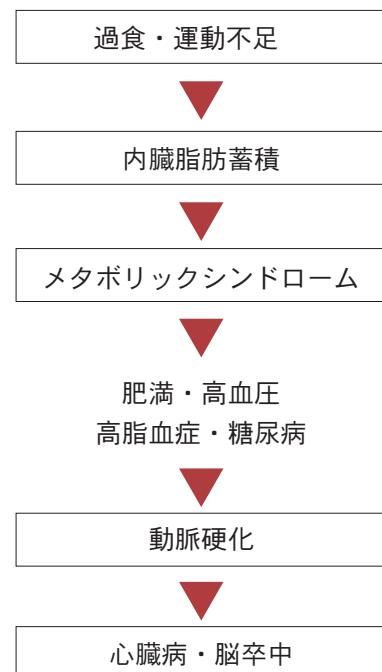 過食・運動不足
内臓脂肪蓄積
メタボリックシンドローム
肥満・高血圧
高脂血症・糖尿病
動脈硬化
心臓病・脳卒中